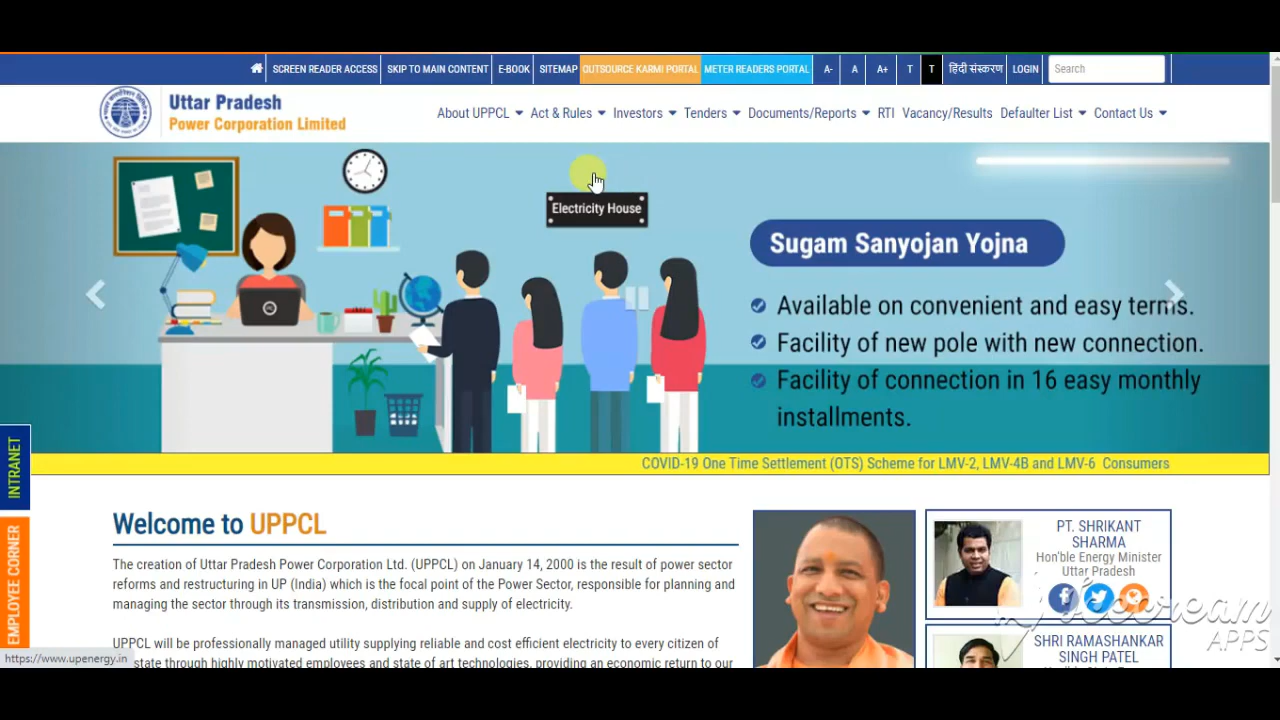 SCREEN READER ACCESS SKIP TO MAIN CONTENT E-BOOK SITEMAP OUTSOURCE KARMI PORTAL METER READERS PORTAL A- A A+ T T हिंदी संस्करण LOGIN Search
Uttar Pradesh
Power Corporation Limited
About UPPCL Act & Rules Investors Tenders Documents/Reports RTI Vacancy/Results Defaulter List Contact Us
Electricity House
Sugam Sanyojan Yojna
Available on convenient and easy terms.
Facility of new pole with new connection.
Facility of connection in 16 easy monthly
installments.
INTRANET
COVID-19 One Time Settlement (OTS) Scheme for LMV-2, LMV-4B and LMV-6 Consumers
EMPLOYEE CORNER
Welcome to UPPCL
The creation of Uttar Pradesh Power Corporation Ltd. (UPPCL) on January 14, 2000 is the result of power sector
reforms and restructuring in UP (India) which is the focal point of the Power Sector, responsible for planning and
managing the sector through its transmission, distribution and supply of electricity.
UPPCL will be professionally managed utility supplying reliable and cost efficient electricity to every citizen of
state through highly motivated employees and state of art technologies, providing an economic return to our
PT. SHRIKANT
SHARMA
Hon'ble Energy Minister
Uttar Pradesh
SHRI RAMASHANKAR
SINGH PATEL
https://www.upenergy.in
APPS